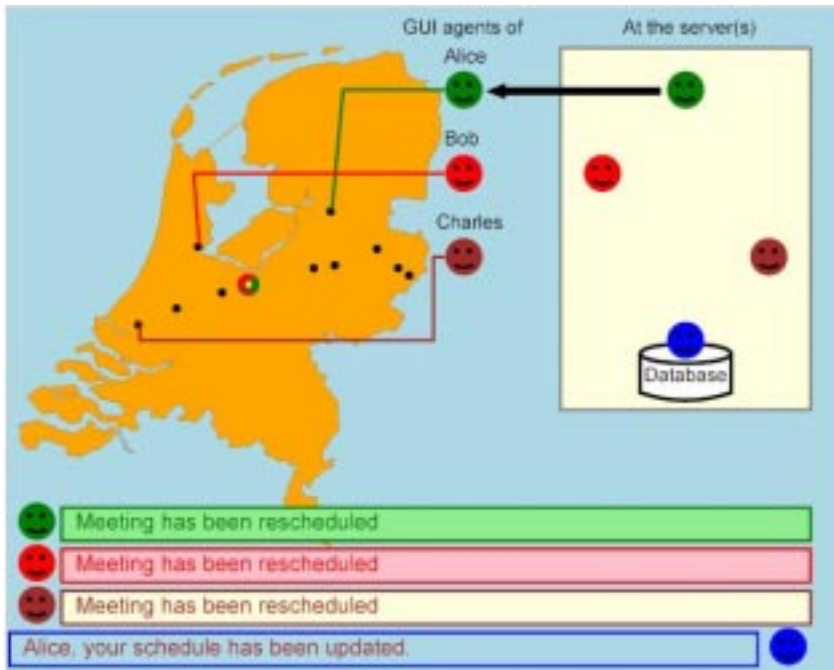 GUI agents of
At the server(s)
Alice
Bob
Charles
Database
Meeting has been rescheduled
Meeting has been rescheduled
Meeting has been rescheduled
Alice, your schedule has been updated.